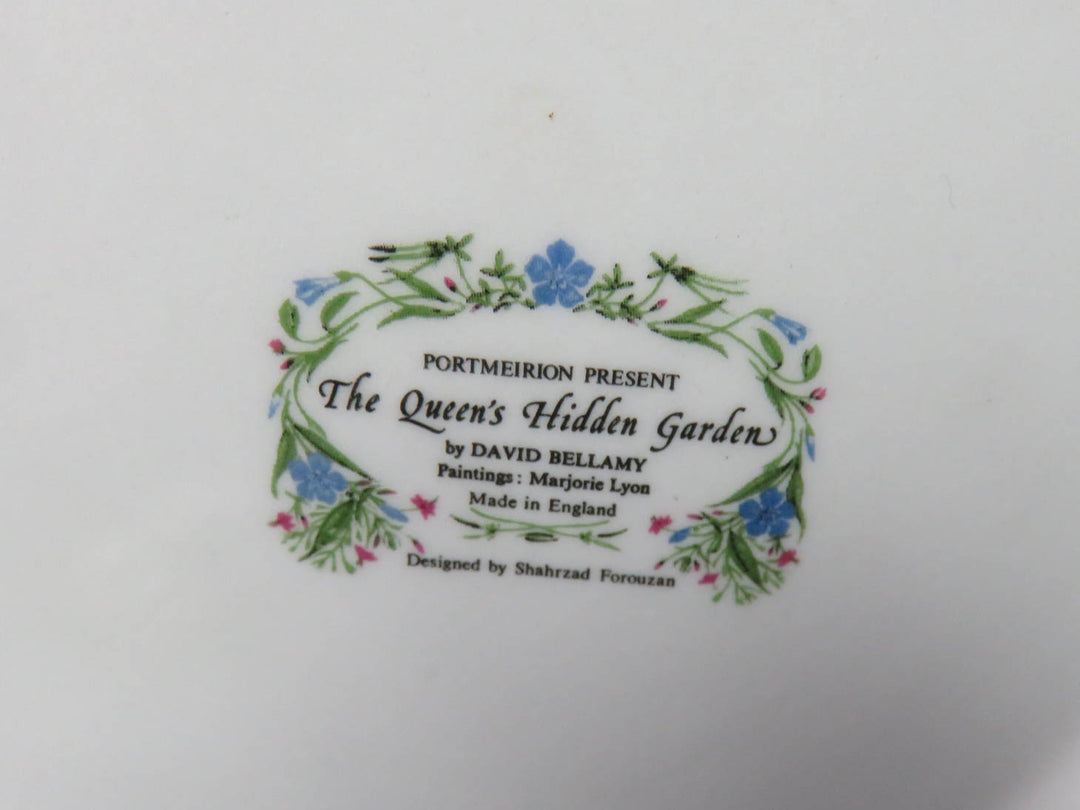 PORTMEIRION PRESENT
The Queen's Hidden Garden
by DAVID BELLAMY
Paintings: Marjorie Lyon
Made in England
Designed by Shahrzad Forouzan